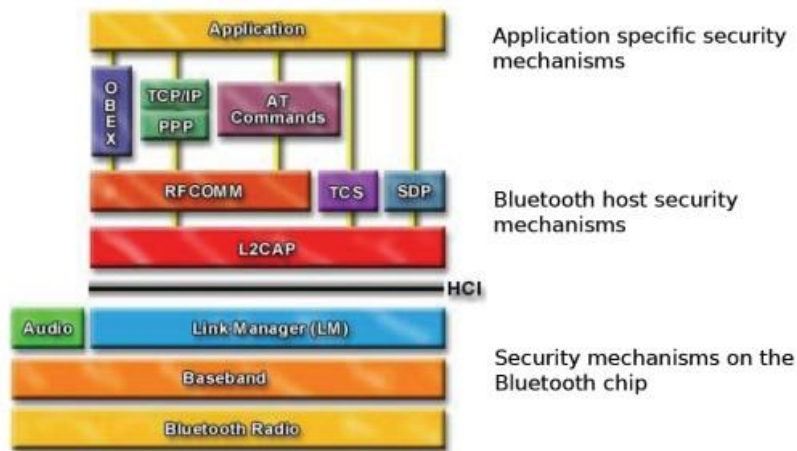 Application
Application specific security
mechanisms
OBEX
TCP/IP
PPP
AT
Commands
RFCOMM
TCS
SDP
Bluetooth host security
mechanisms
L2CAP
HCI
Audio
Link Manager (LM)
Security mechanisms on the
Bluetooth chip
Baseband
Bluetooth Radio